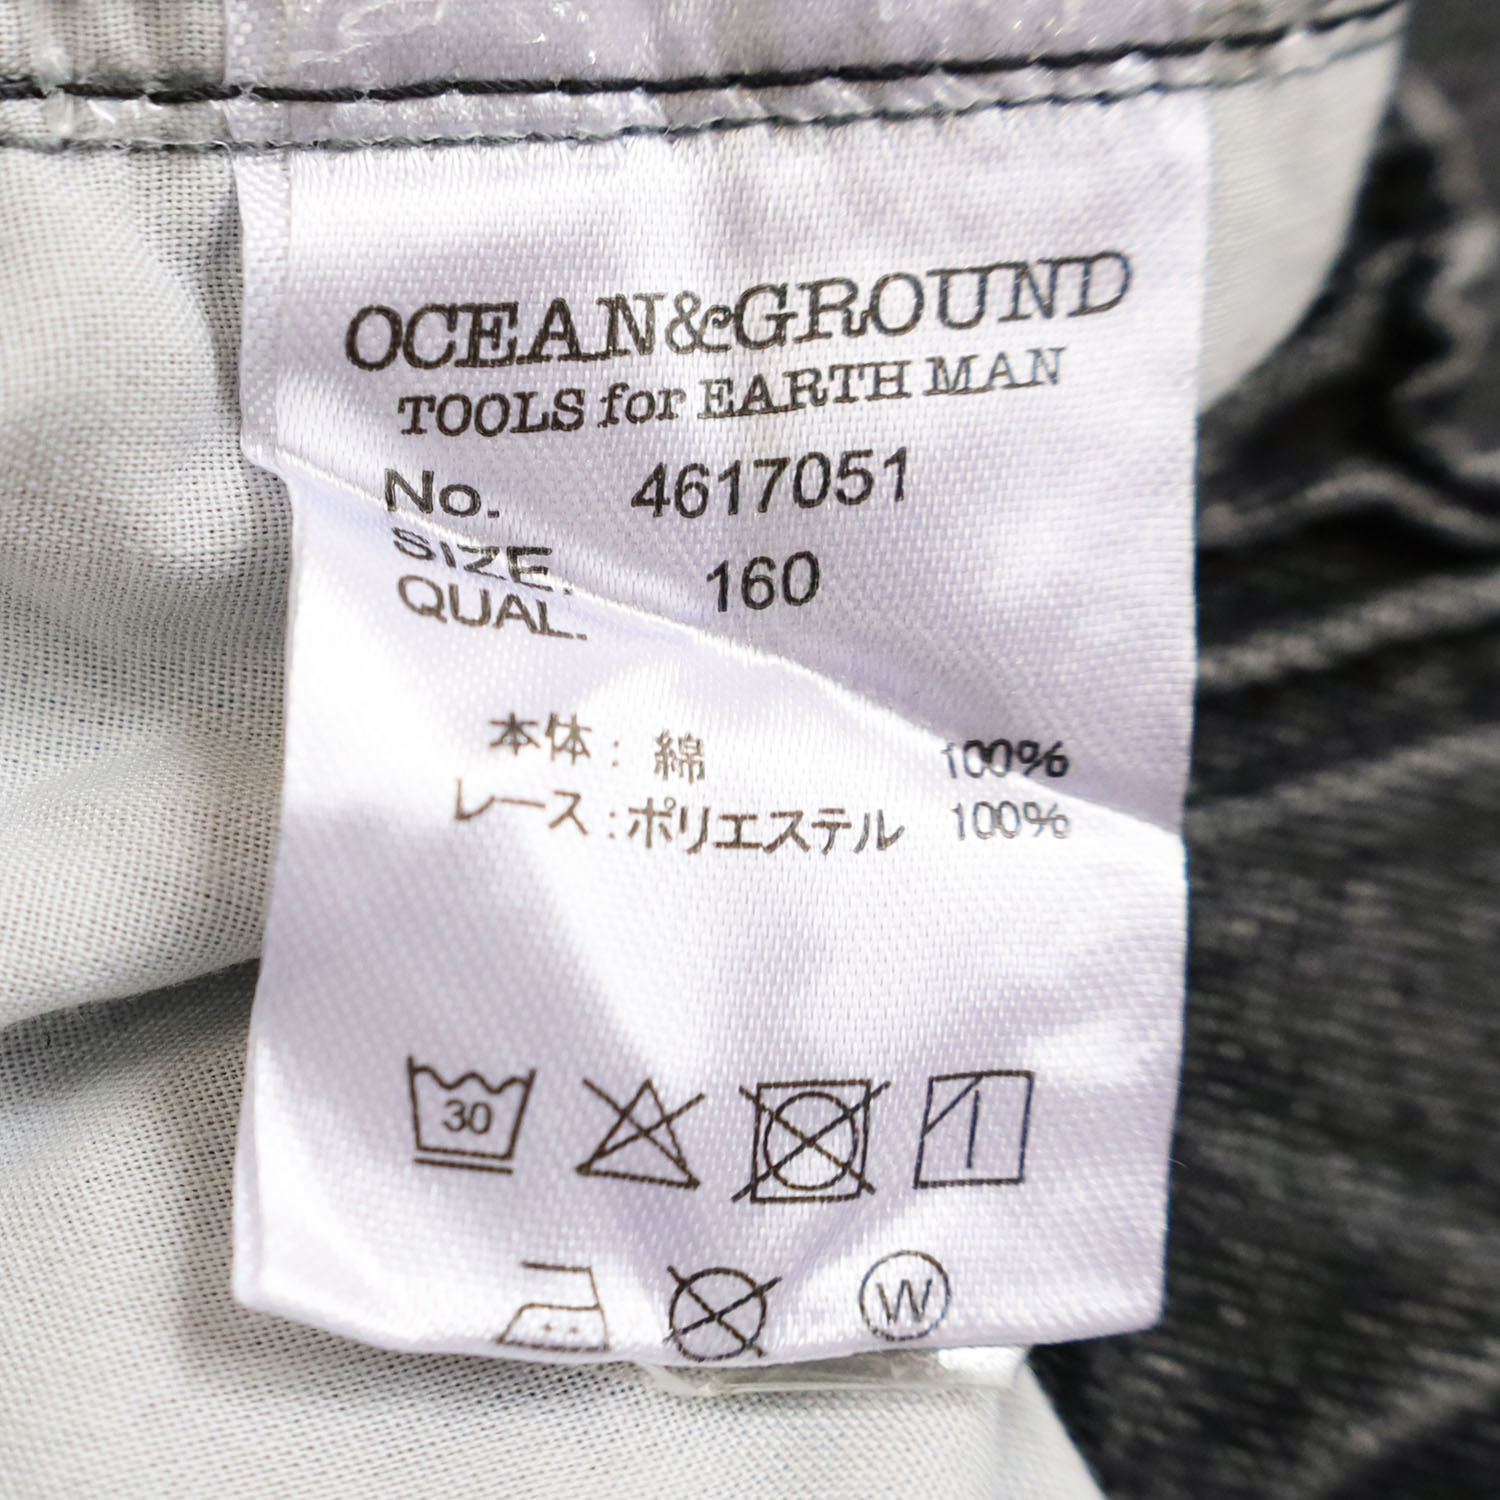 OCEAN&GROUND
TOOLS for EARTH MAN
No. 4617051
SIZE. 160
QUAL.
本体 : 綿 100%
レース : ポリエステル 100%
30
W